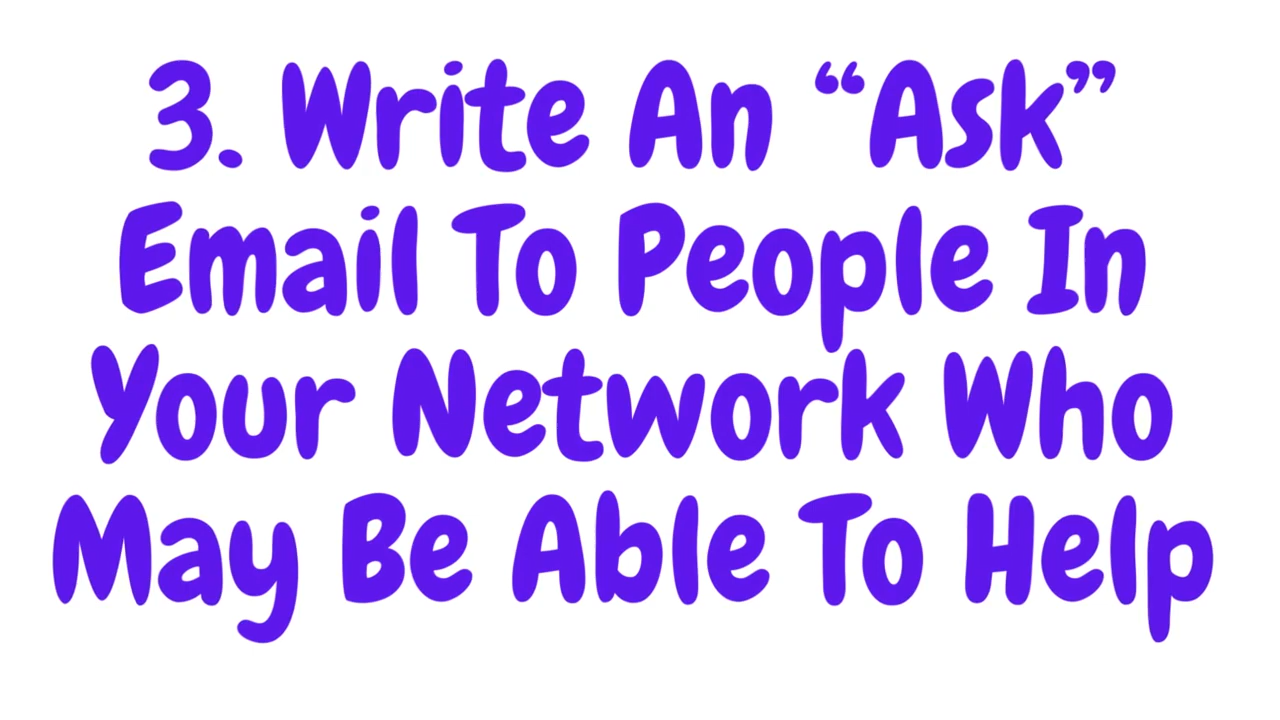 3. Write An “Ask”
Email To People In
Your Network Who
May Be Able To Help